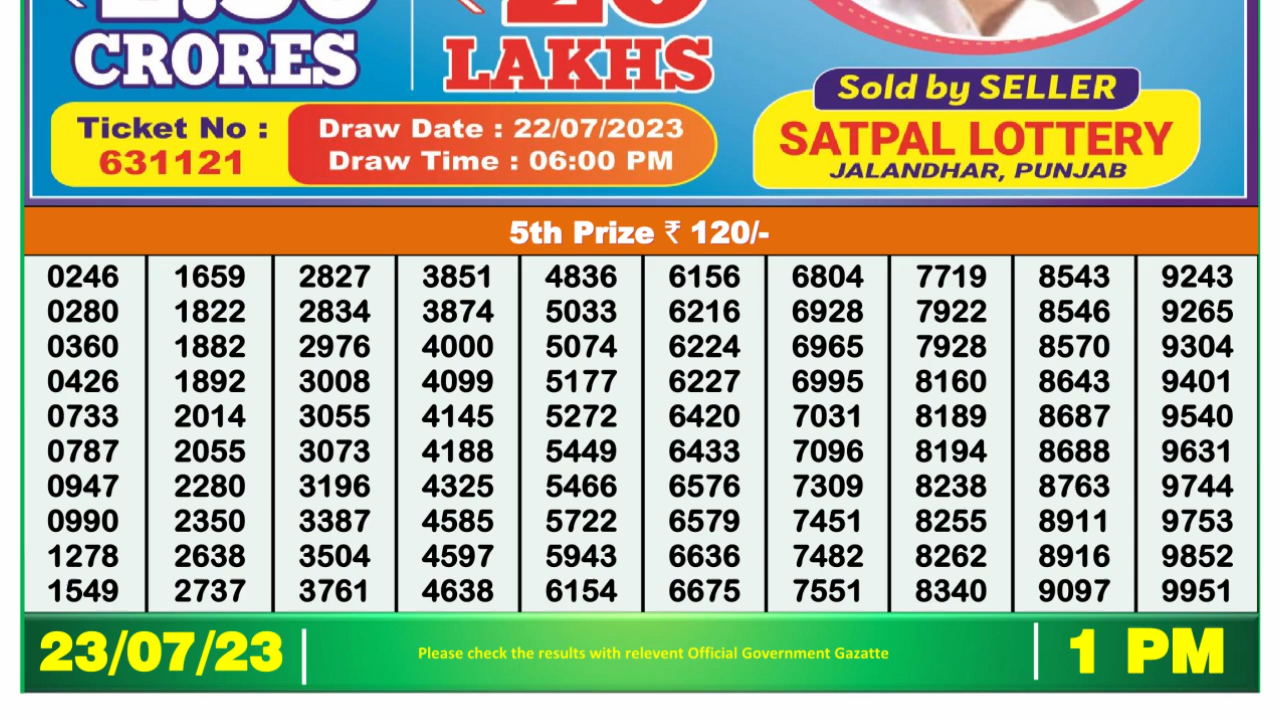 CRORES
LAKHS
Sold by SELLER
SATPAL LOTTERY
JALANDHAR, PUNJAB
Ticket No :
631121
Draw Date : 22/07/2023
Draw Time : 06:00 PM
5th Prize ₹ 120/-
0246 1659 2827 3851 4836 6156 6804 7719 8543 9243
0280 1822 2834 3874 5033 6216 6928 7922 8546 9265
0360 1882 2976 4000 5074 6224 6965 7928 8570 9304
0426 1892 3008 4099 5177 6227 6995 8160 8643 9401
0733 2014 3055 4145 5272 6420 7031 8189 8687 9540
0787 2055 3073 4188 5449 6433 7096 8194 8688 9631
0947 2280 3196 4325 5466 6576 7309 8238 8763 9744
0990 2350 3387 4585 5722 6579 7451 8255 8911 9753
1278 2638 3504 4597 5943 6636 7482 8262 8916 9852
1549 2737 3761 4638 6154 6675 7551 8340 9097 9951
23/07/23
Please check the results with relevent Official Government Gazatte
1 PM